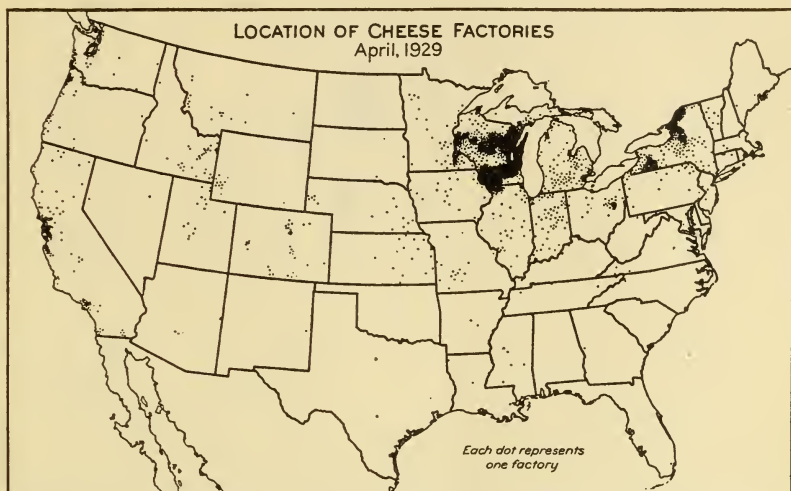 LOCATION OF CHEESE FACTORIES
April, 1929
Each dot represents
one factory